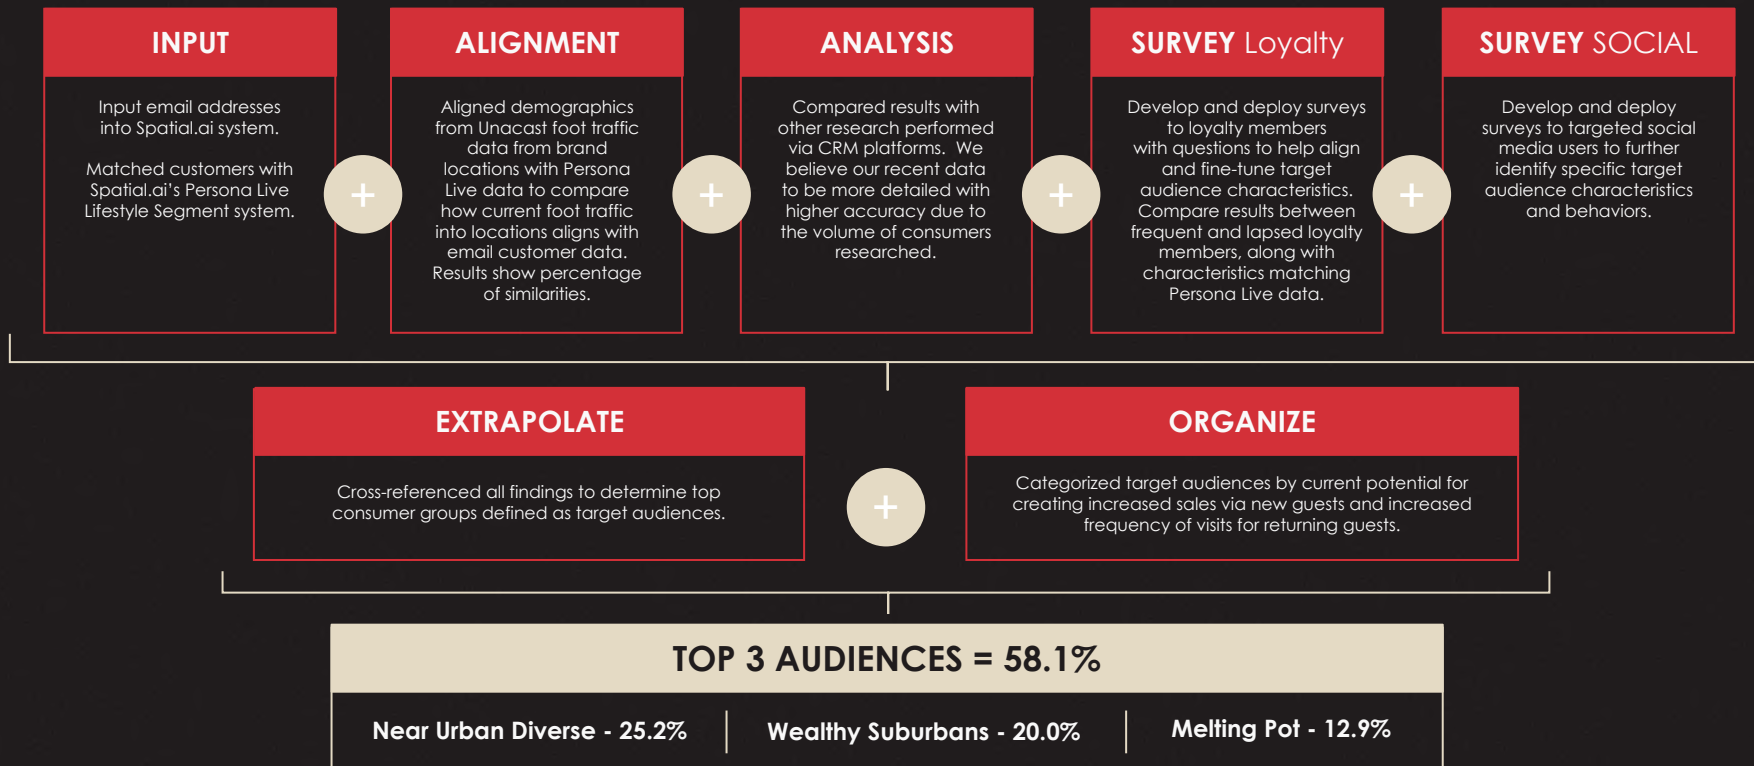 INPUT
Input email addresses
into Spatial.ai system.
Matched customers with
Spatial.ai's Persona Live
Lifestyle Segment system.
+
ALIGNMENT
Aligned demographics
from Unacast foot traffic
data from brand
locations with Persona
Live data to compare
how current foot traffic
into locations aligns with
email customer data.
Results show percentage
of similarities.
+
ANALYSIS
Compared results with
other research performed
via CRM platforms. We
believe our recent data
to be more detailed with
higher accuracy due to
the volume of consumers
researched.
+
SURVEY Loyalty
Develop and deploy surveys
to loyalty members
with questions to help align
and fine-tune target
audience characteristics.
Compare results between
frequent and lapsed loyalty
members, along with
characteristics matching
Persona Live data.
+
SURVEY SOCIAL
Develop and deploy
surveys to targeted social
media users to further
identify specific target
audience characteristics
and behaviors.
EXTRAPOLATE
Cross-referenced all findings to determine top
consumer groups defined as target audiences.
+
ORGANIZE
Categorized target audiences by current potential for
creating increased sales via new guests and increased
frequency of visits for returning guests.
TOP 3 AUDIENCES = 58.1%
Near Urban Diverse - 25.2%
Wealthy Suburbans - 20.0%
Melting Pot - 12.9%